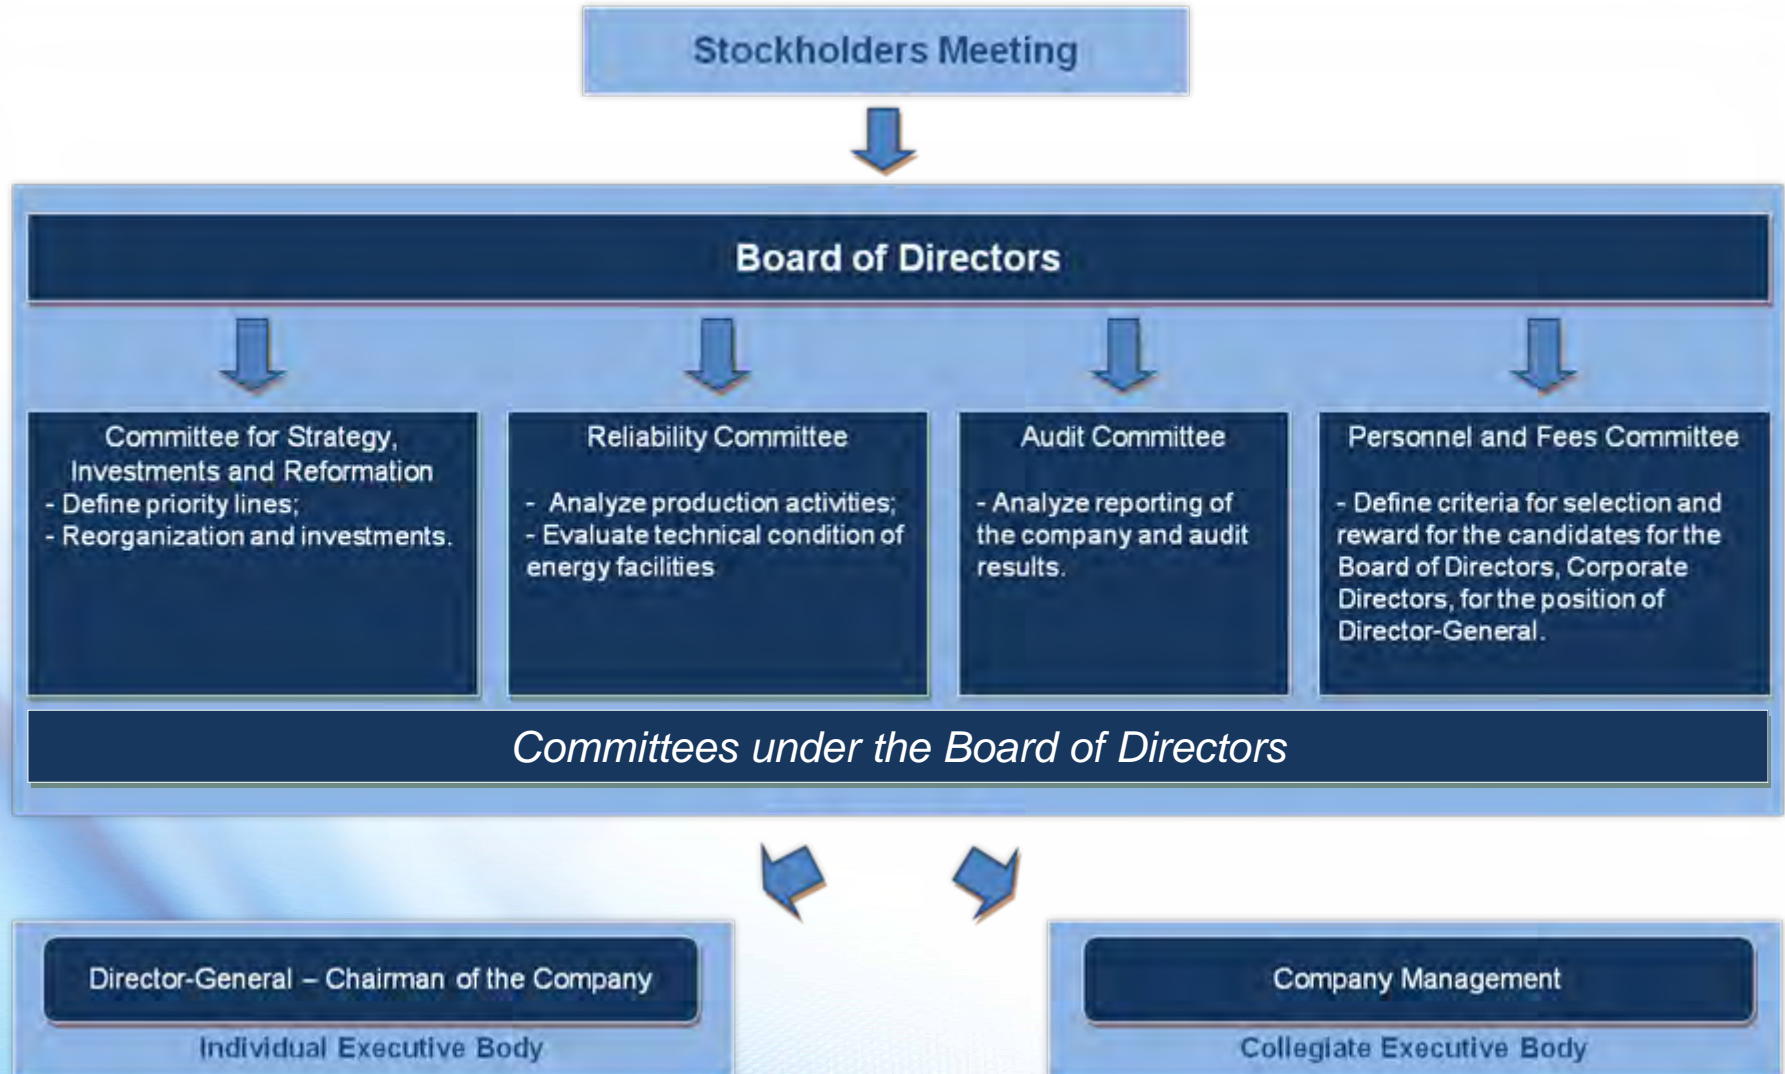 Stockholders Meeting
Board of Directors
Committee for Strategy,
Investments and Reformation
- Define priority lines;
- Reorganization and investments.
Reliability Committee
- Analyze production activities;
- Evaluate technical condition of
energy facilities
Audit Committee
- Analyze reporting of
the company and audit
results.
Personnel and Fees Committee
- Define criteria for selection and
reward for the candidates for the
Board of Directors, Corporate
Directors, for the position of
Director-General.
Committees under the Board of Directors
Director-General – Chairman of the Company
Individual Executive Body
Company Management
Collegiate Executive Body